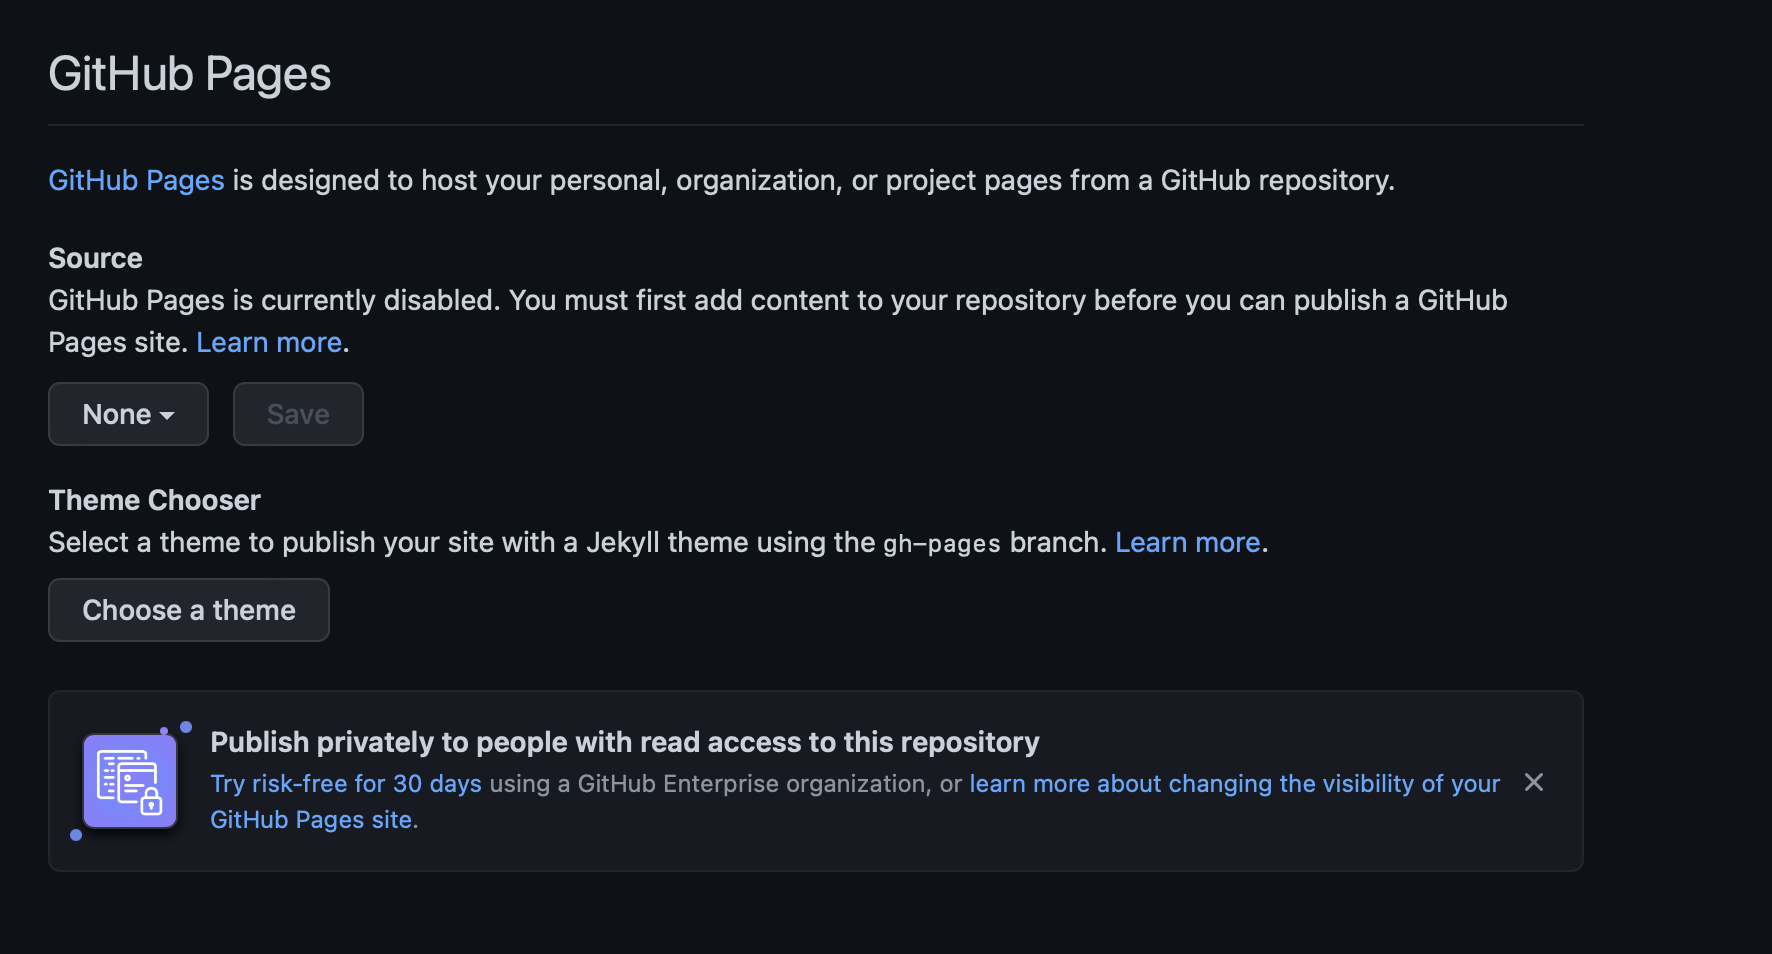 GitHub Pages
GitHub Pages is designed to host your personal, organization, or project pages from a GitHub repository.
Source
GitHub Pages is currently disabled. You must first add content to your repository before you can publish a GitHub
Pages site. Learn more.
None
Save
Theme Chooser
Select a theme to publish your site with a Jekyll theme using the gh-pages branch. Learn more.
Choose a theme
Publish privately to people with read access to this repository
Try risk-free for 30 days using a GitHub Enterprise organization, or learn more about changing the visibility of your
GitHub Pages site.